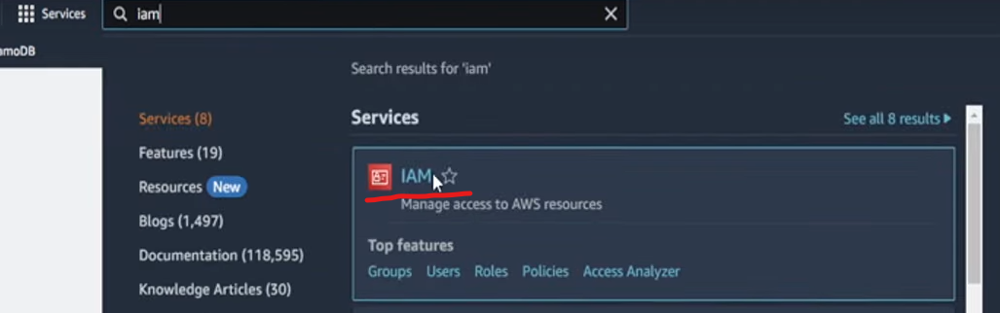 Services
iam
amoDB
Search results for 'iam'
Services (8)
Features (19)
Resources New
Blogs (1,497)
Documentation (118,595)
Knowledge Articles (30)
Services
See all 8 results
IAM
Manage access to AWS resources
Top features
Groups Users Roles Policies Access Analyzer